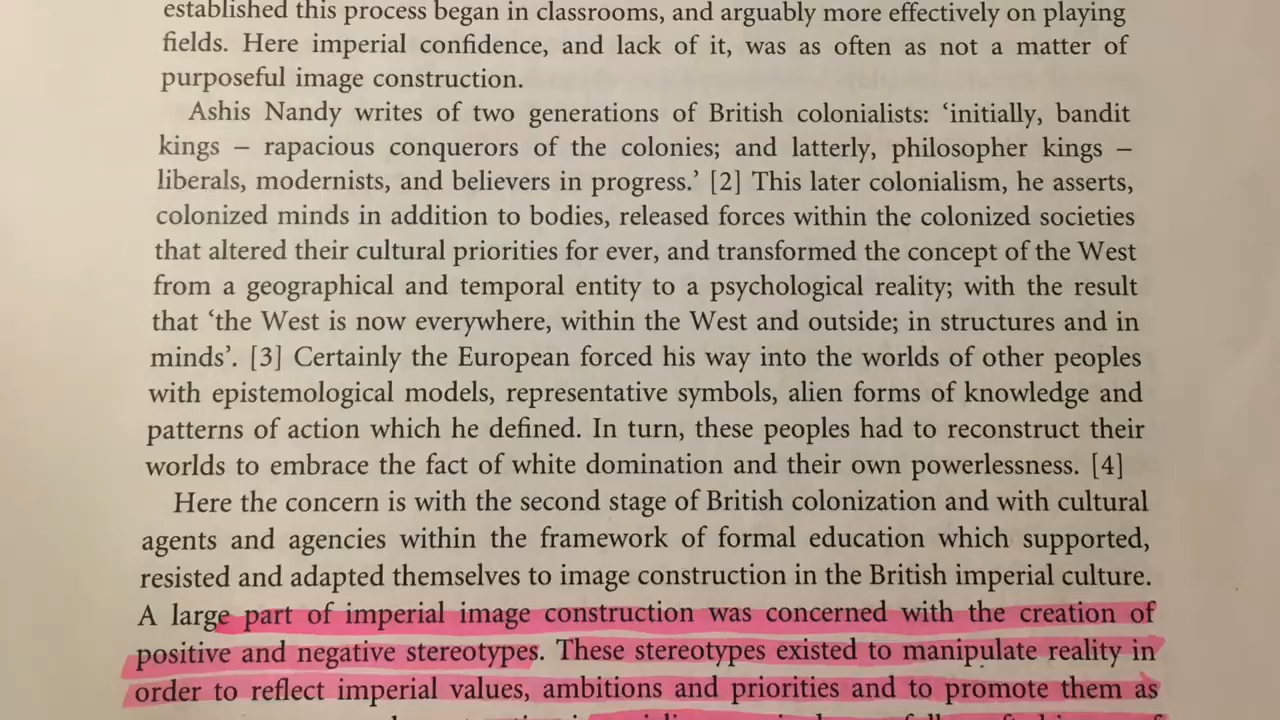 established this process began in classrooms, and arguably more effectively on playing
fields. Here imperial confidence, and lack of it, was as often as not a matter of
purposeful image construction.
Ashis Nandy writes of two generations of British colonialists: ‘initially, bandit
kings – rapacious conquerors of the colonies; and latterly, philosopher kings –
liberals, modernists, and believers in progress.’ [2] This later colonialism, he asserts,
colonized minds in addition to bodies, released forces within the colonized societies
that altered their cultural priorities for ever, and transformed the concept of the West
from a geographical and temporal entity to a psychological reality; with the result
that ‘the West is now everywhere, within the West and outside; in structures and in
minds’. [3] Certainly the European forced his way into the worlds of other peoples
with epistemological models, representative symbols, alien forms of knowledge and
patterns of action which he defined. In turn, these peoples had to reconstruct their
worlds to embrace the fact of white domination and their own powerlessness. [4]
Here the concern is with the second stage of British colonization and with cultural
agents and agencies within the framework of formal education which supported,
resisted and adapted themselves to image construction in the British imperial culture.
A large part of imperial image construction was concerned with the creation of
positive and negative stereotypes. These stereotypes existed to manipulate reality in
order to reflect imperial values, ambitions and priorities and to promote them as